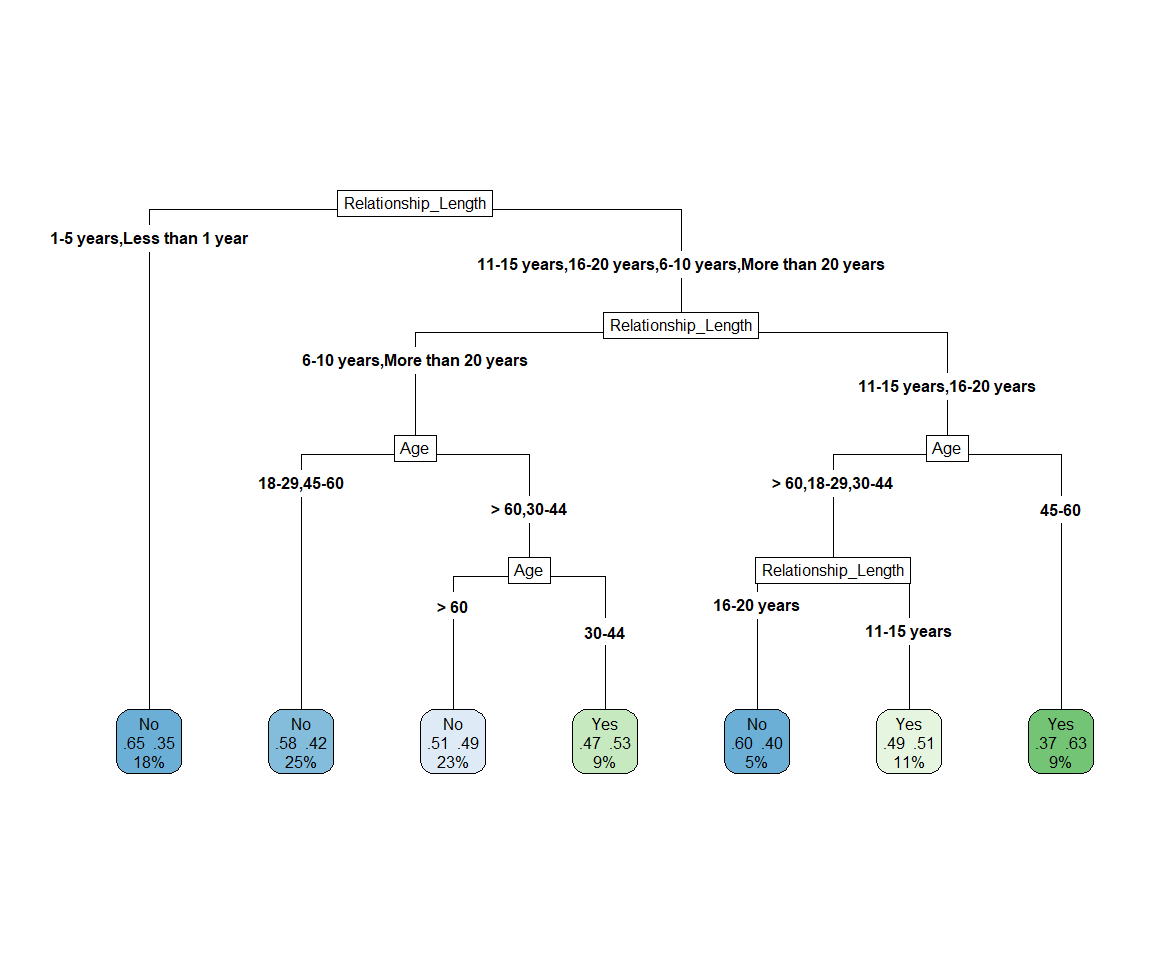 Relationship_Length
1-5 years,Less than 1 year
11-15 years,16-20 years,6-10 years,More than 20 years
Relationship_Length
6-10 years,More than 20 years
11-15 years,16-20 years
Age
Age
18-29,45-60
> 60,30-44
> 60,18-29,30-44
45-60
Age
Relationship_Length
> 60
30-44
16-20 years
11-15 years
No
.65 .35
18%
No
.58 .42
25%
No
.51 .49
23%
Yes
.47 .53
9%
No
.60 .40
5%
Yes
.49 .51
11%
Yes
.37 .63
9%